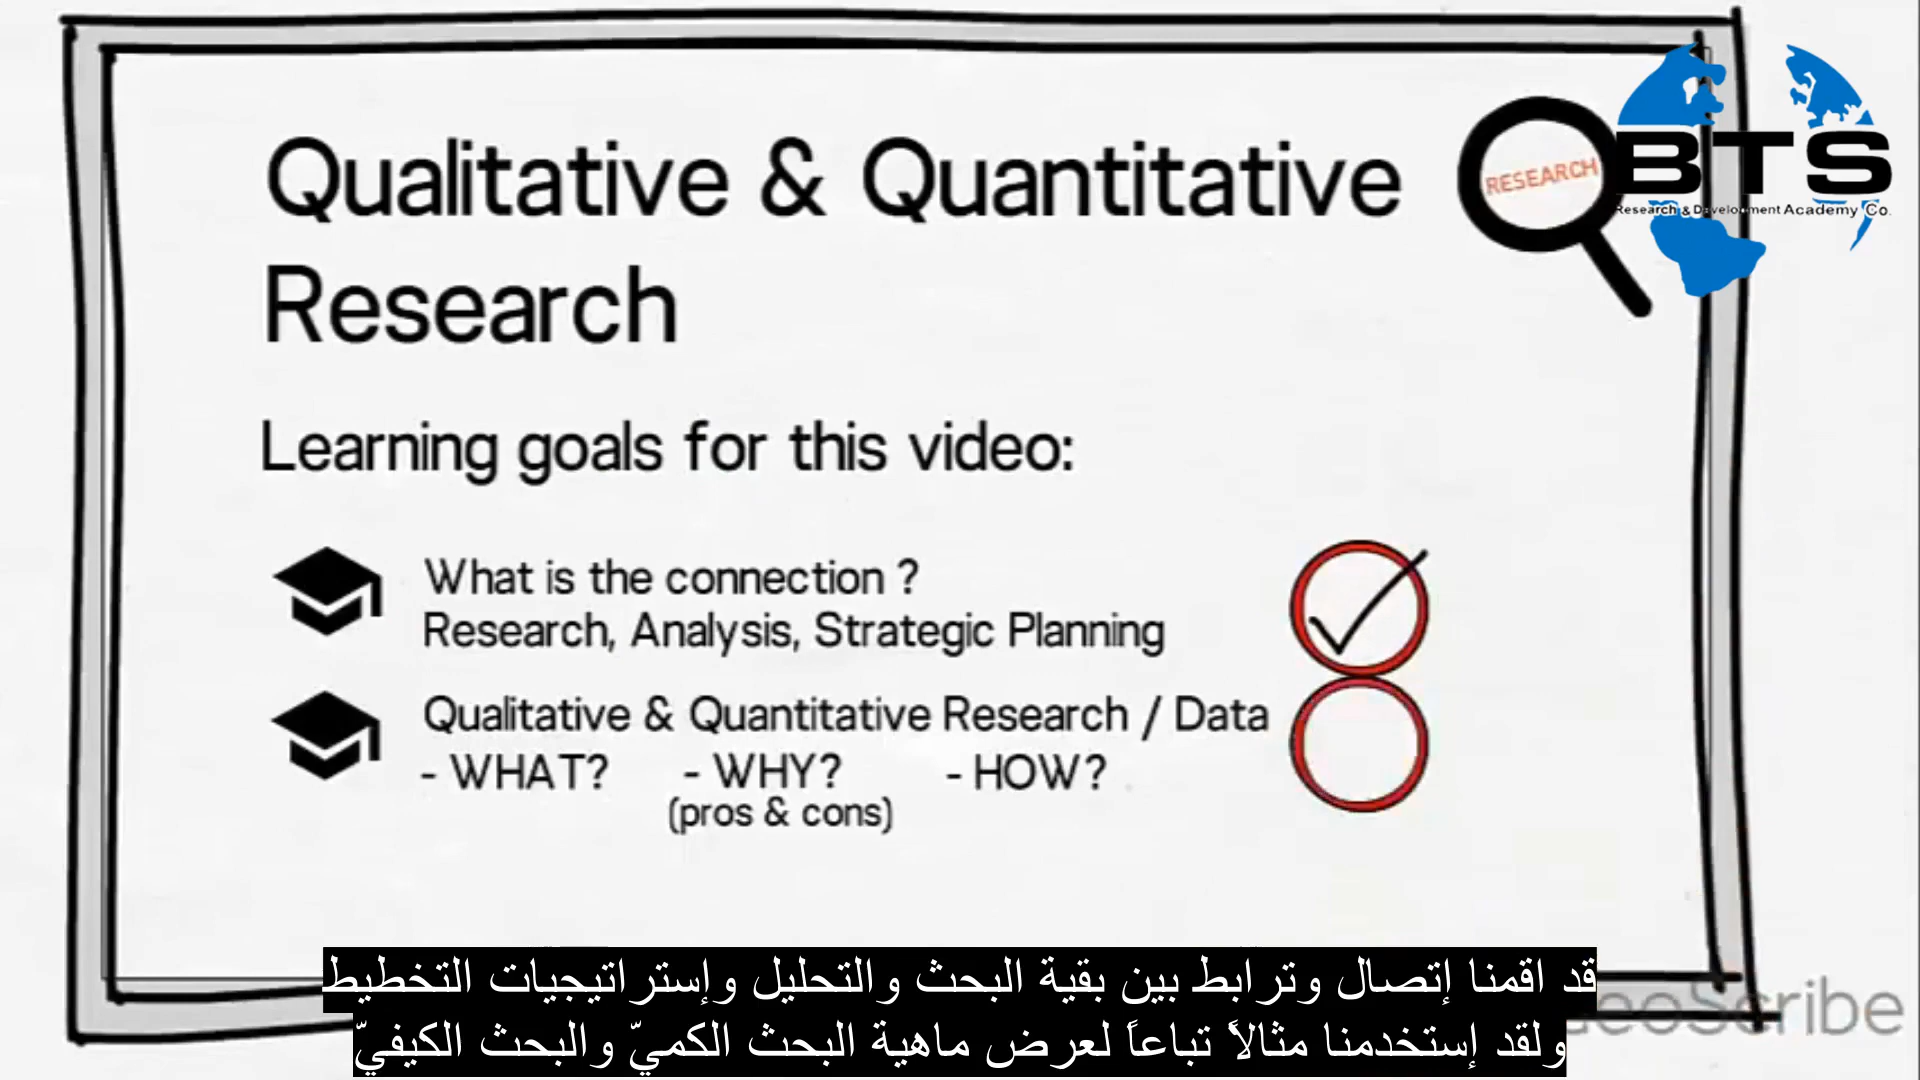 Qualitative & Quantitative
Research
RESEARCH
BTS
Research & Development Academy Co.
Learning goals for this video:
What is the connection ?
Research, Analysis, Strategic Planning
Qualitative & Quantitative Research / Data
- WHAT? - WHY? - HOW?
(pros & cons)
قد اقمنا إتصال وترابط بين بقية البحث والتحليل وإستراتيجيات التخطيط
ولقد إستخدمنا مثالاً تباعاً لعرض ماهية البحث الكميّ والبحث الكيفيّ
eoScribe